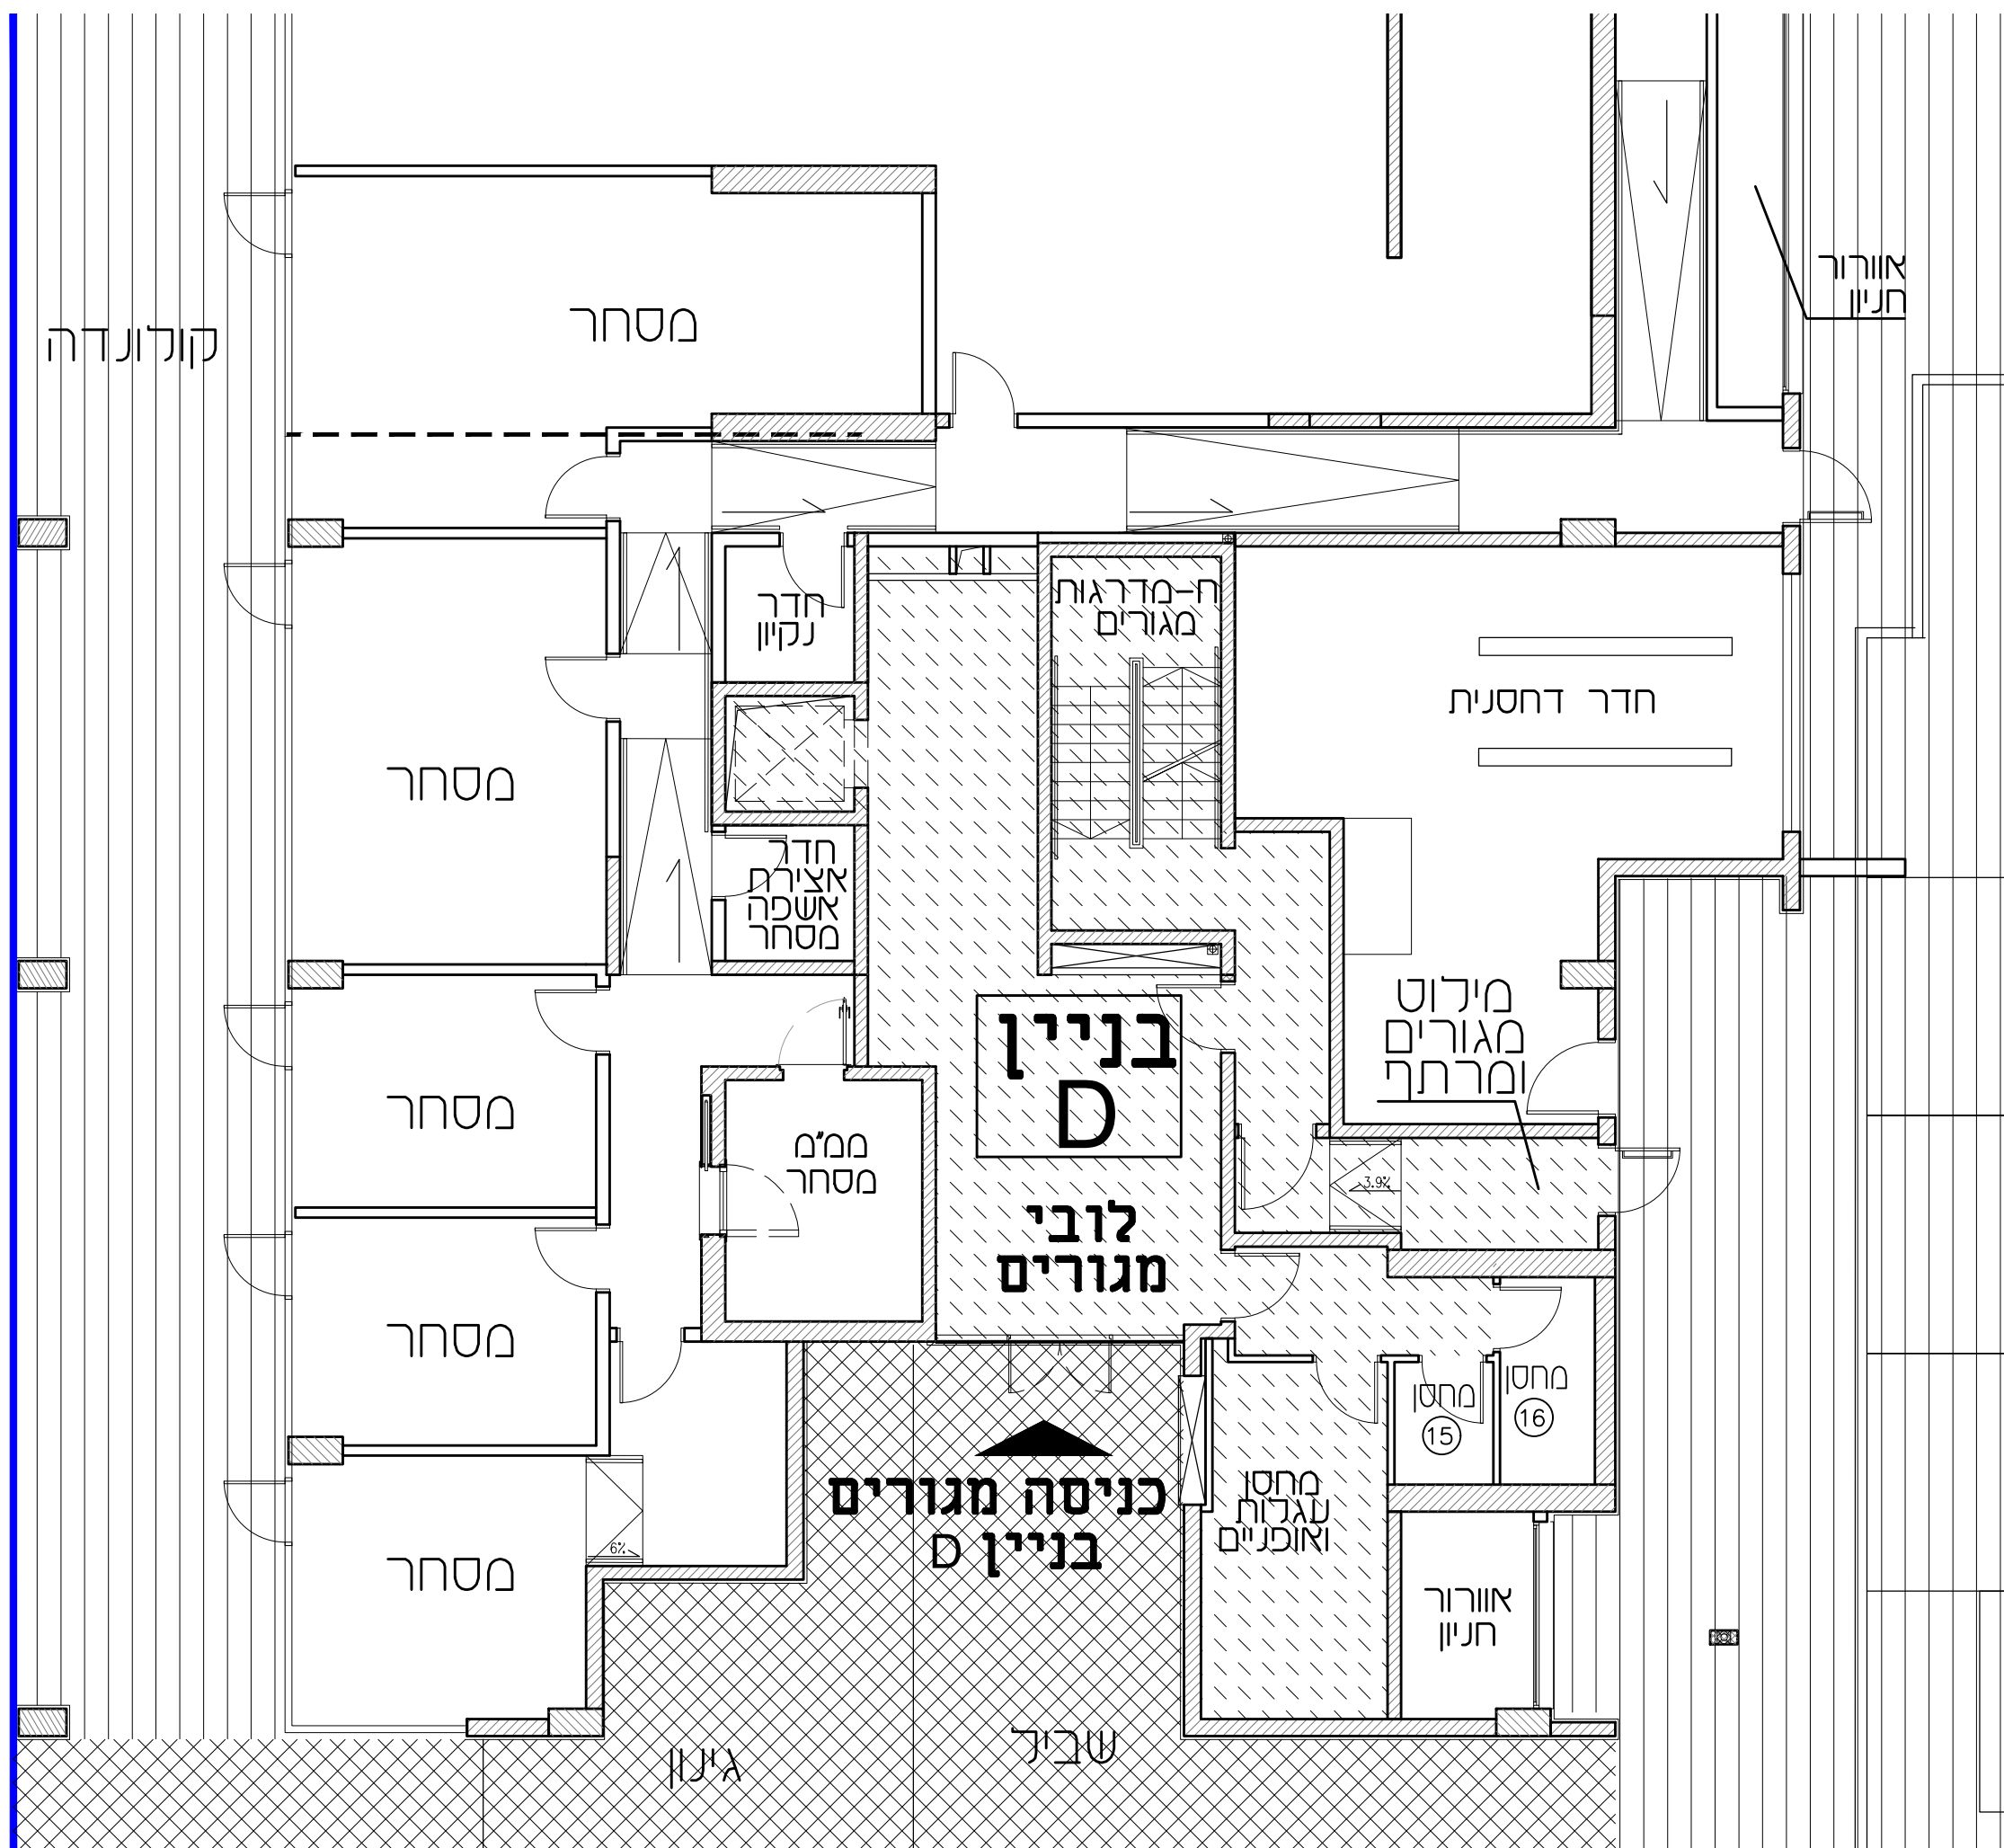 אוורור
חניון
קולונדה
מסחר
ח-מדרגות
מגורים
חדר
נקיון
חדר דחסנית
מסחר
חדר
אצירת
אשפה
מסחר
מילוט
מגורים
ומרתף
בניין
D
מסחר
ממ"מ
מסחר
3.9%
לובי
מגורים
מסחר
מחסן
16
מחסן
15
כניסה מגורים
בניין D
מחסן
עגלות
ואופניים
6%
מסחר
אוורור
חניון
שביל
גינון